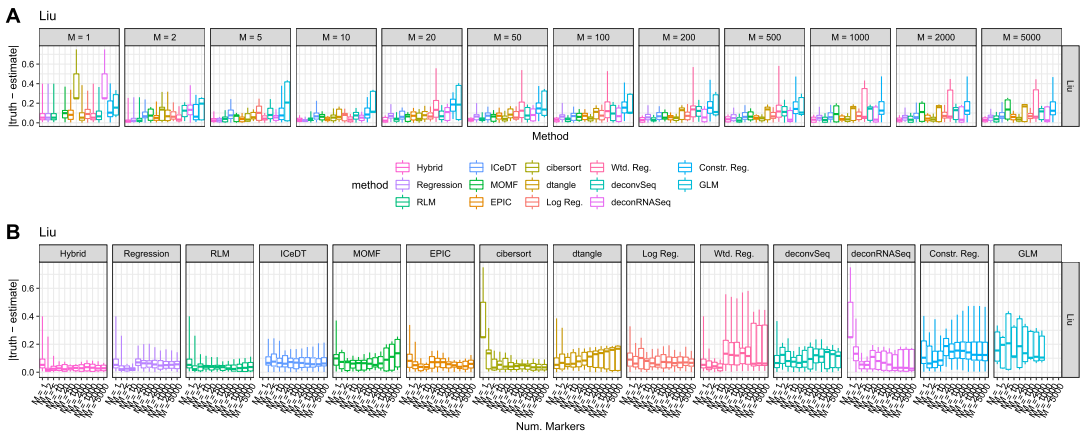 A
Liu
M = 1 M = 2 M = 5 M = 10 M = 20 M = 50 M = 100 M = 200 M = 500 M = 1000 M = 2000 M = 5000
|truth − estimate|
0.6
0.4
0.2
0.0
Liu
Method
method
Hybrid ICeDT cibersort Wtd. Reg. Constr. Reg.
Regression MOMF dtangle deconvSeq GLM
RLM EPIC Log Reg. deconRNASeq
B
Liu
Hybrid Regression RLM ICeDT MOMF EPIC cibersort dtangle Log Reg. Wtd. Reg. deconvSeq deconRNASeq Constr. Reg. GLM
|truth − estimate|
0.6
0.4
0.2
0.0
Liu
Num. Markers